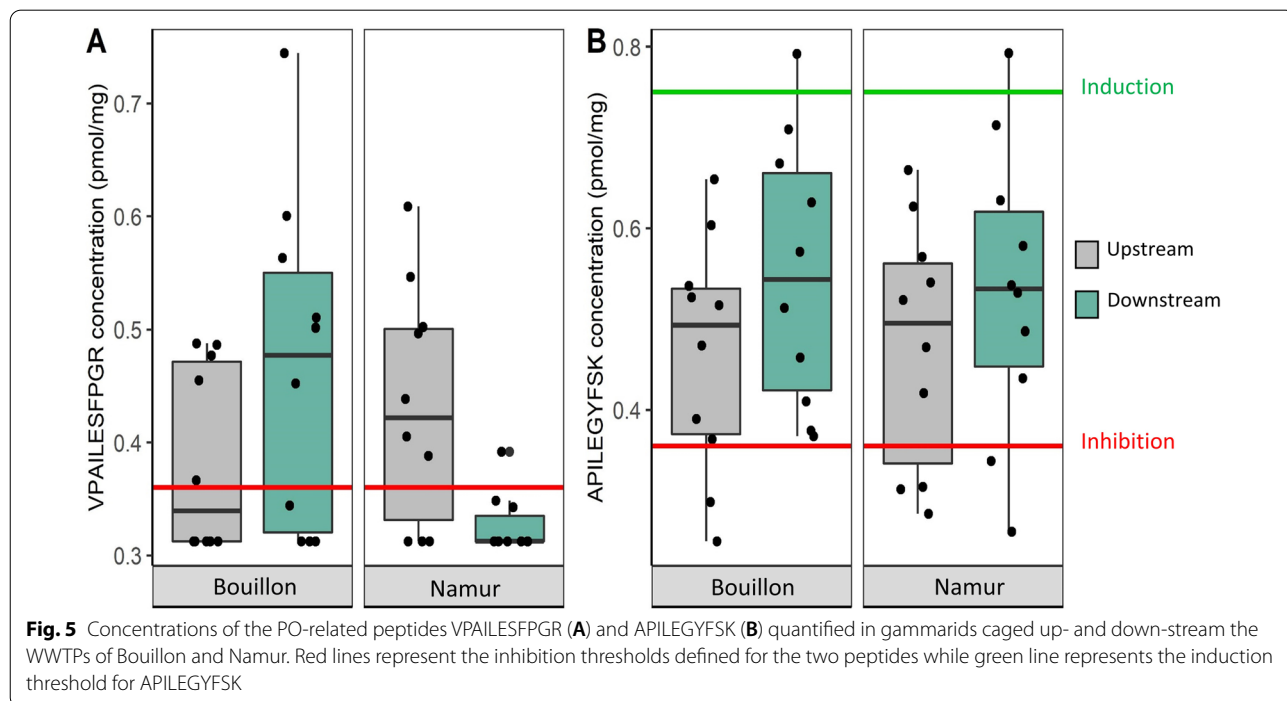 A
B
VPAILESFPGR concentration (pmol/mg)
0.7
0.6
0.5
0.4
0.3
Bouillon
Namur
APILEGYFSK concentration (pmol/mg)
0.8
0.6
0.4
Bouillon
Namur
Induction
Upstream
Downstream
Inhibition
Fig. 5 Concentrations of the PO-related peptides VPAILESFPGR (A) and APILEGYFSK (B) quantified in gammarids caged up- and down-stream the
WWTPs of Bouillon and Namur. Red lines represent the inhibition thresholds defined for the two peptides while green line represents the induction
threshold for APILEGYFSK